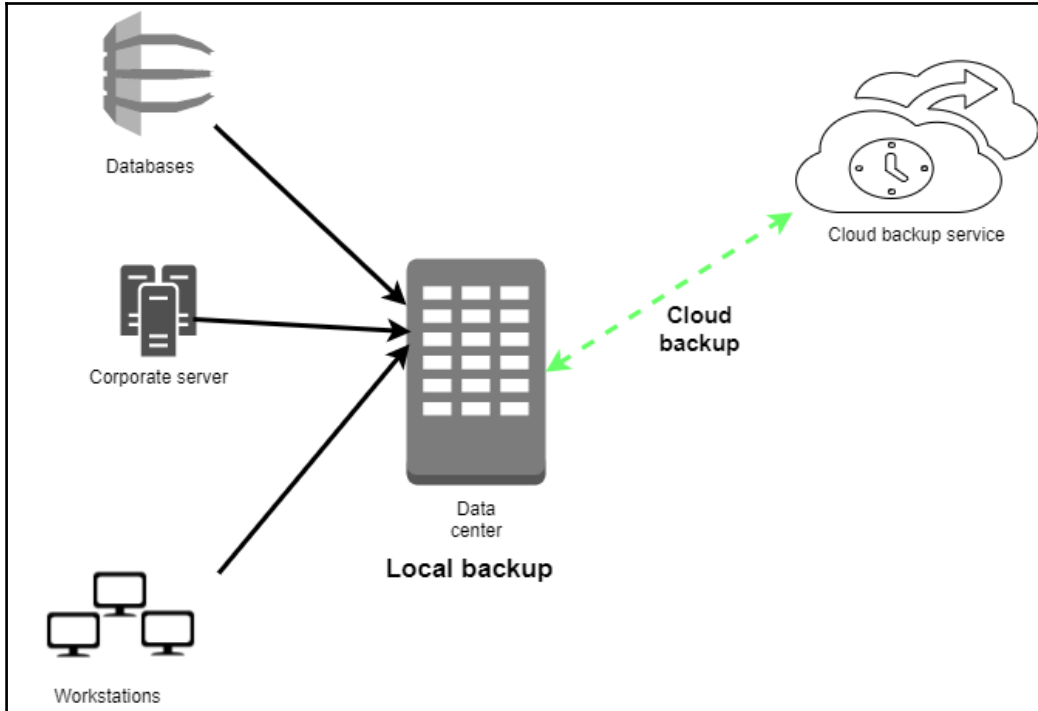 Databases
Cloud backup service
Cloud
backup
Corporate server
Data
center
Local backup
Workstations